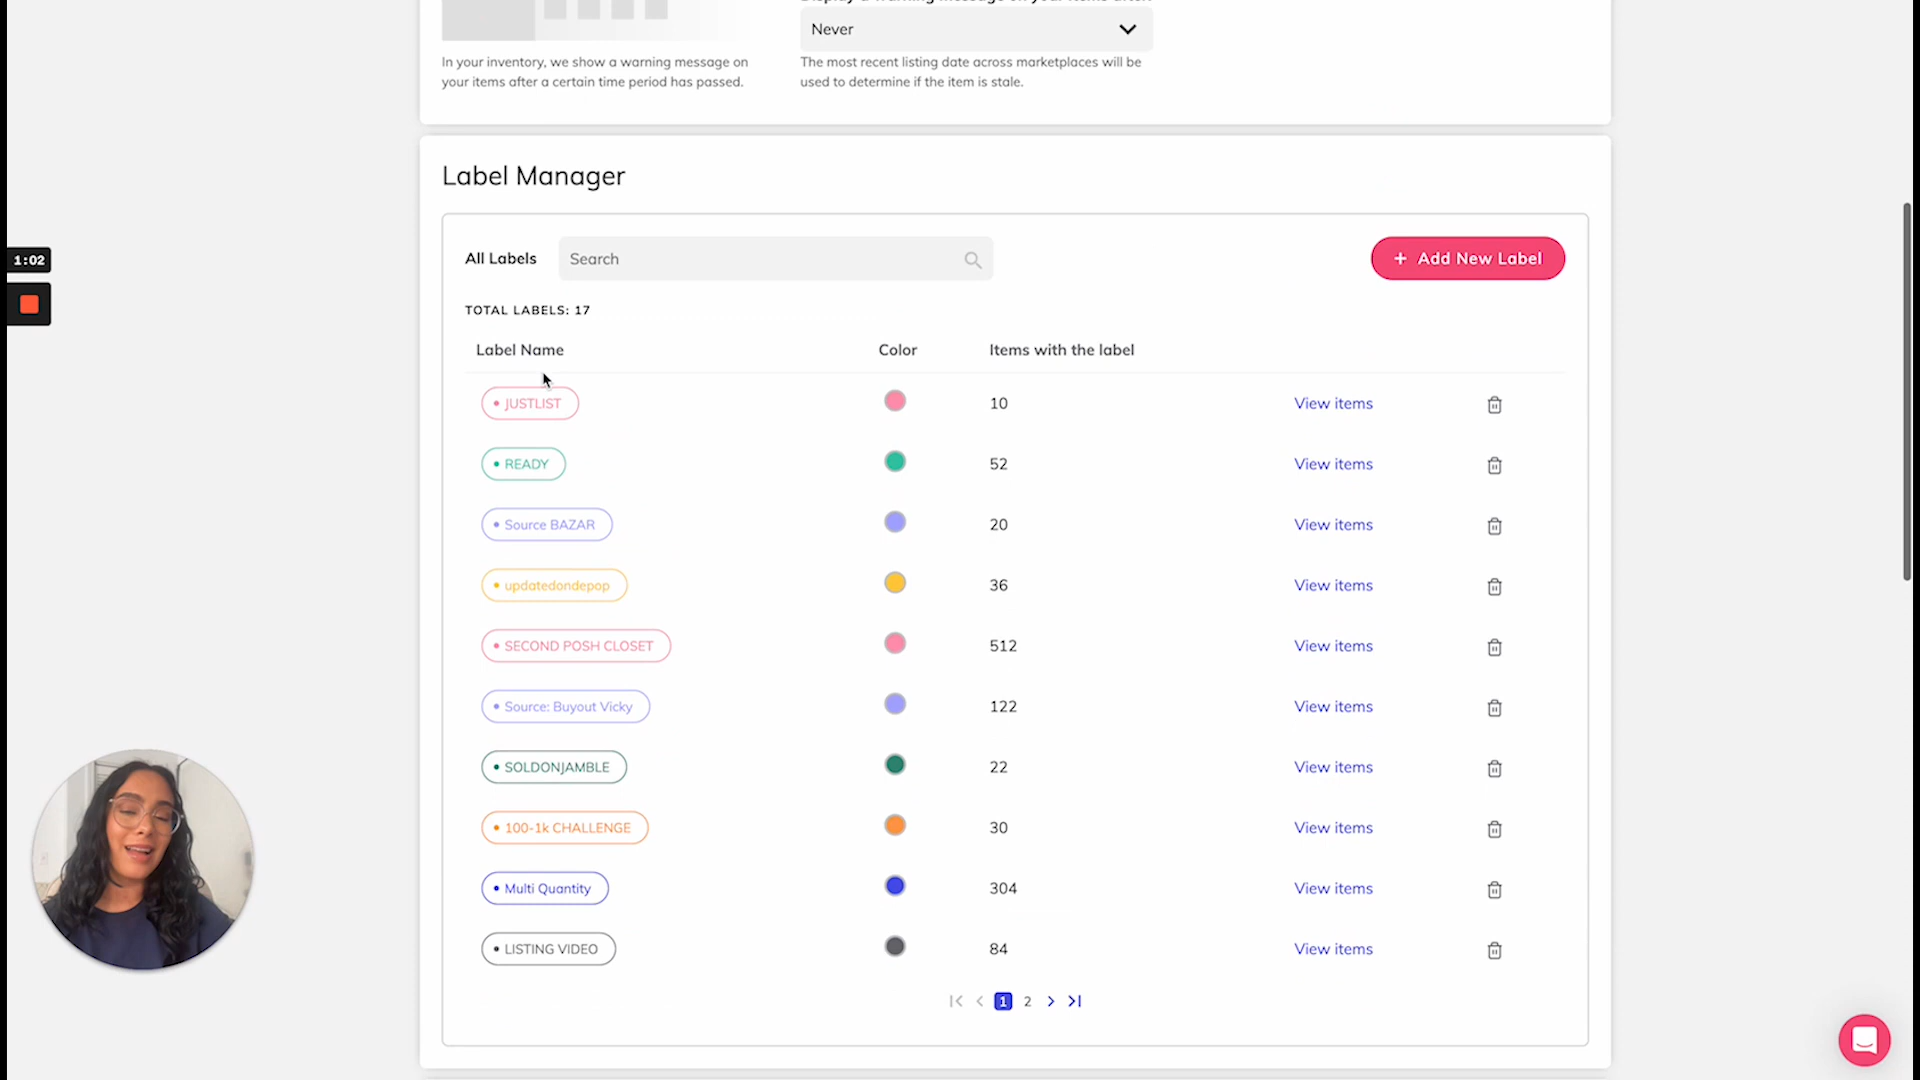 Never
In your inventory, we show a warning message on
your items after a certain time period has passed.
The most recent listing date across marketplaces will be
used to determine if the item is stale.
Label Manager
All Labels
Search
+ Add New Label
TOTAL LABELS: 17
Label Name
Color
Items with the label
JUSTLIST
10
View items
READY
52
View items
Source BAZAR
20
View items
updatedondepop
36
View items
SECOND POSH CLOSET
512
View items
Source: Buyout Vicky
122
View items
SOLDONJAMBLE
22
View items
100-1k CHALLENGE
30
View items
Multi Quantity
304
View items
LISTING VIDEO
84
View items
1 2
1:02